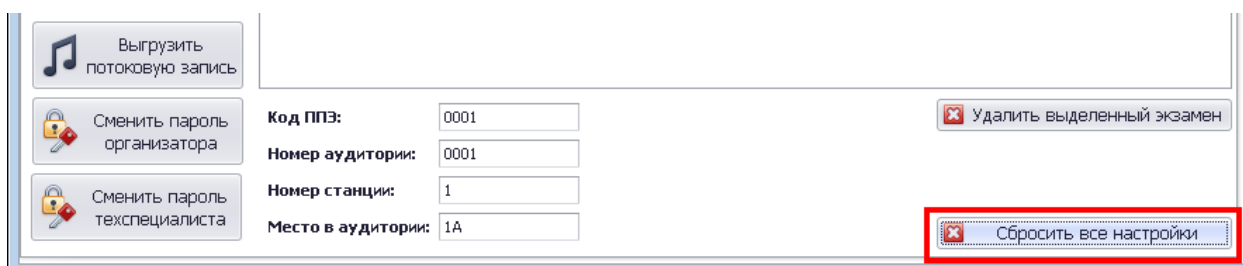 Выгрузить
потоковую запись
Сменить пароль
организатора
Сменить пароль
техспециалиста
Код ППЭ: 0001
Номер аудитории: 0001
Номер станции: 1
Место в аудитории: 1А
Удалить выделенный экзамен
Сбросить все настройки